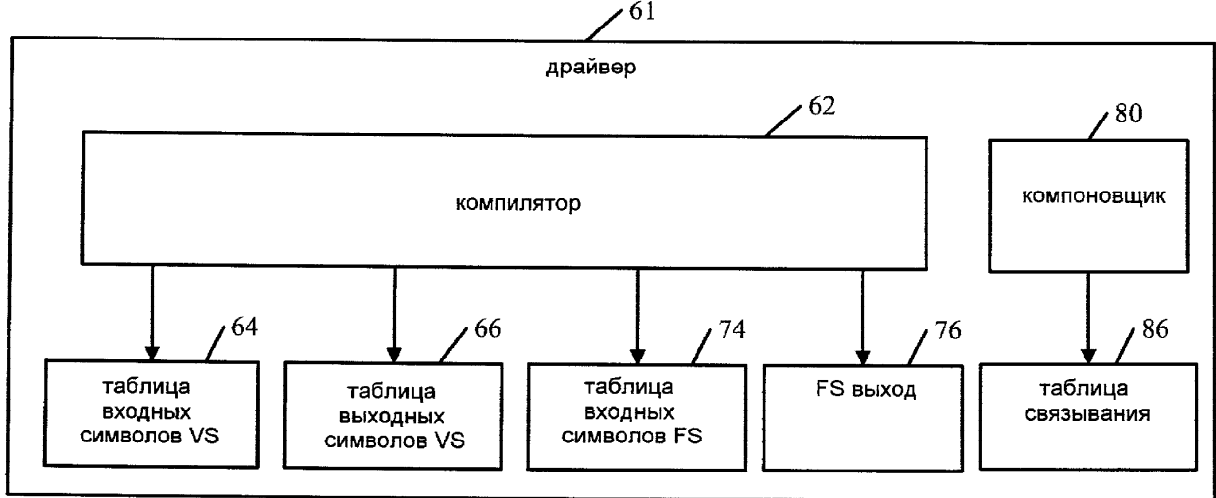 61
драйвер
62
80
компилятор
компоновщик
64
66
74
76
86
таблица
входных
символов VS
таблица
выходных
символов VS
таблица
входных
символов FS
FS выход
таблица
связывания